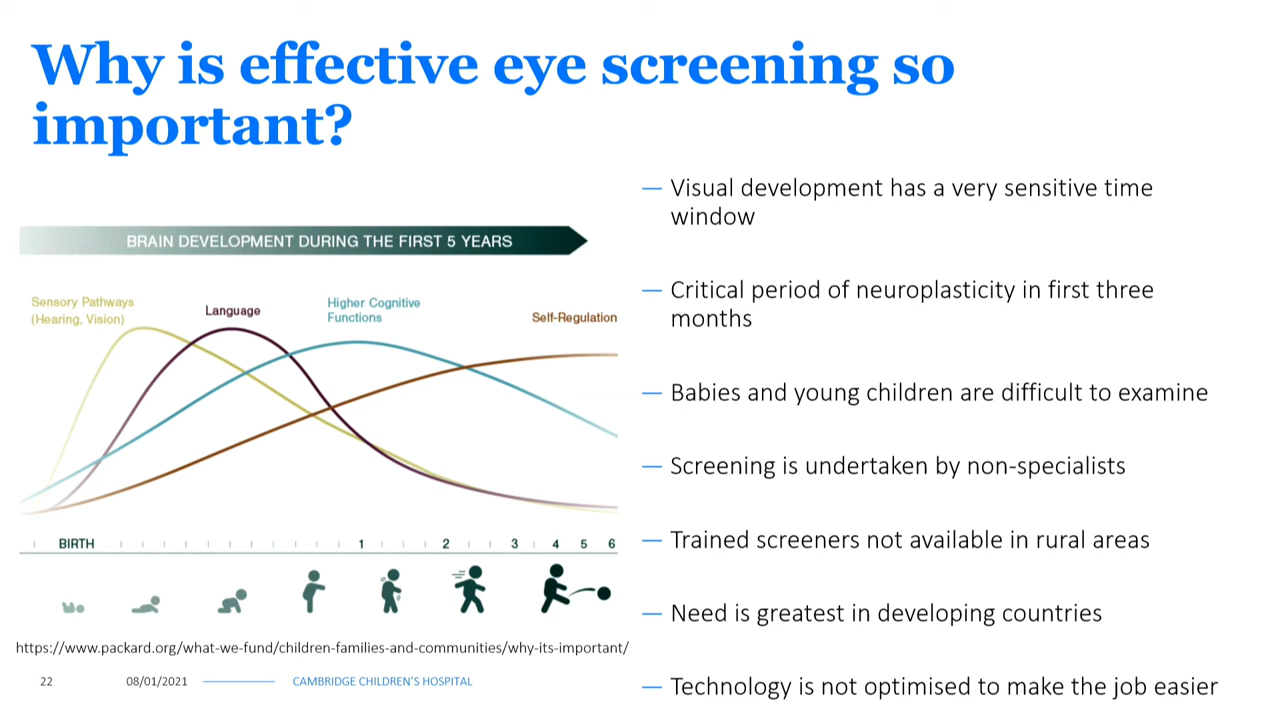 Why is effective eye screening so
important?
BRAIN DEVELOPMENT DURING THE FIRST 5 YEARS
Sensory Pathways
(Hearing, Vision)
Language
Higher Cognitive
Functions
Self-Regulation
BIRTH 1 2 3 4 5 6
https://www.packard.org/what-we-fund/children-families-and-communities/why-its-important/
— Visual development has a very sensitive time
window
— Critical period of neuroplasticity in first three
months
— Babies and young children are difficult to examine
— Screening is undertaken by non-specialists
— Trained screeners not available in rural areas
— Need is greatest in developing countries
— Technology is not optimised to make the job easier
22 08/01/2021 CAMBRIDGE CHILDREN'S HOSPITAL